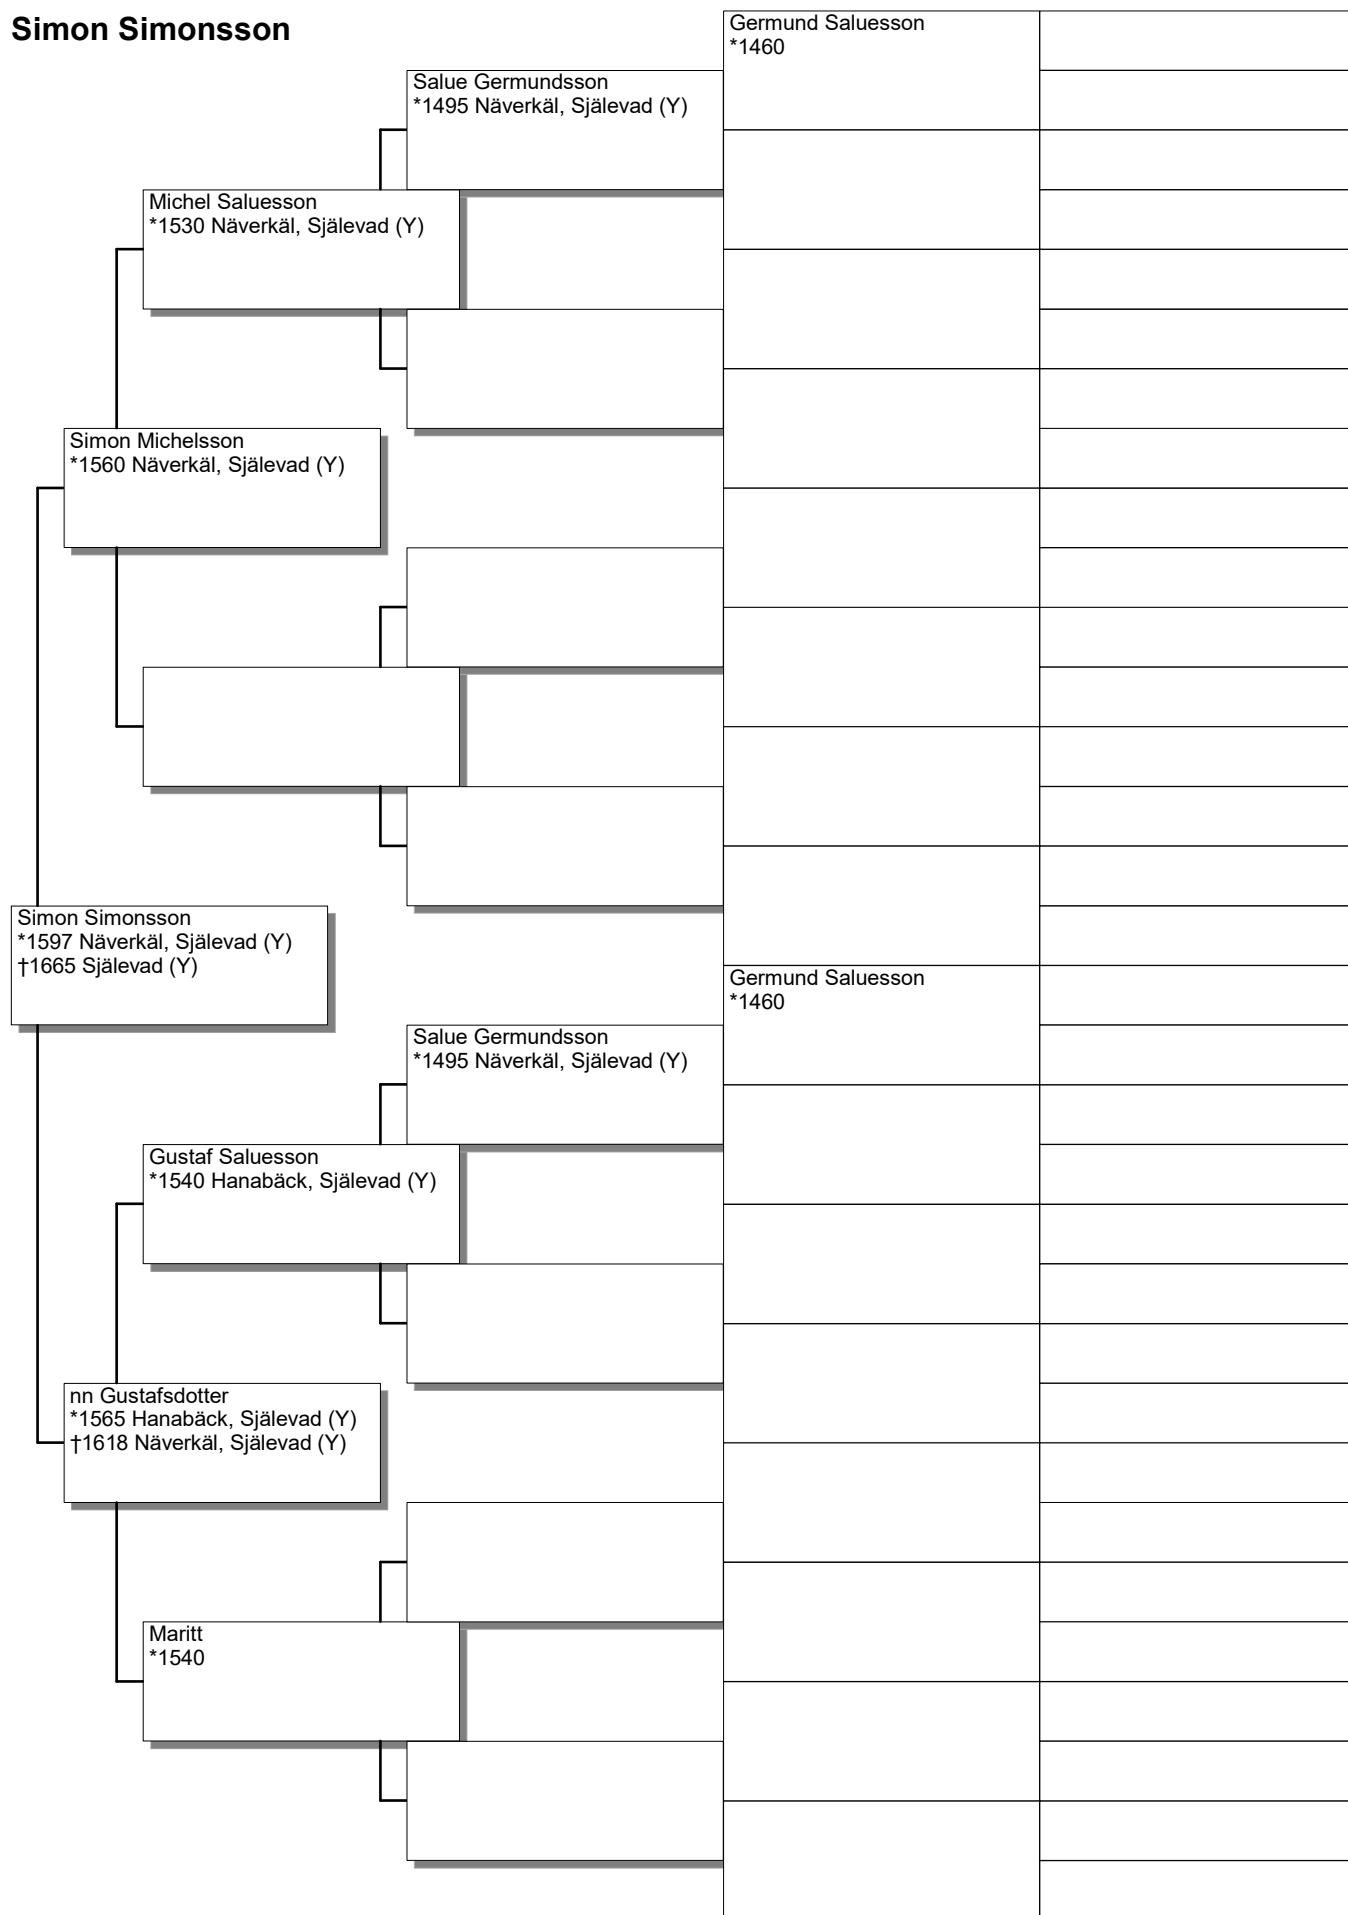 Simon Simonsson
Germund Saluesson
*1460
Salue Germundsson
*1495 Näverkäl, Själevad (Y)
Michel Saluesson
*1530 Näverkäl, Själevad (Y)
Simon Michelsson
*1560 Näverkäl, Själevad (Y)
Simon Simonsson
*1597 Näverkäl, Själevad (Y)
†1665 Själevad (Y)
Germund Saluesson
*1460
Salue Germundsson
*1495 Näverkäl, Själevad (Y)
Gustaf Saluesson
*1540 Hanabäck, Själevad (Y)
nn Gustafsdotter
*1565 Hanabäck, Själevad (Y)
†1618 Näverkäl, Själevad (Y)
Maritt
*1540